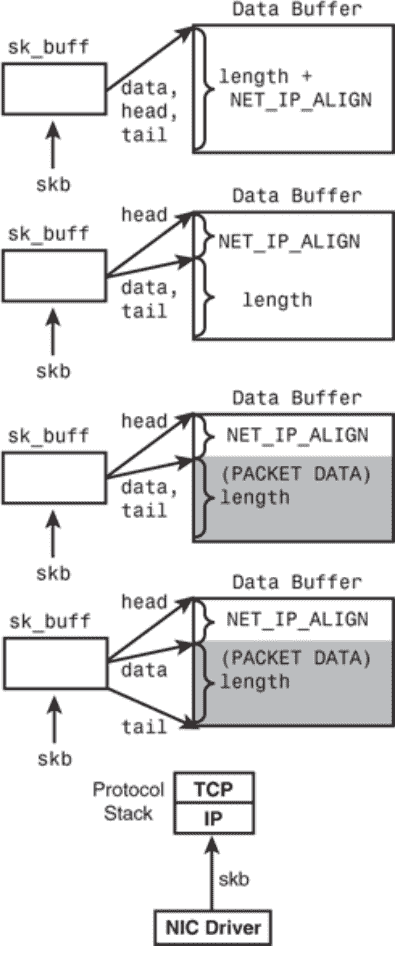 Data Buffer
sk_buff
length +
NET_IP_ALIGN
data,
head,
tail
skb
Data Buffer
head
sk_buff
NET_IP_ALIGN
data,
tail
length
skb
Data Buffer
head
sk_buff
NET_IP_ALIGN
(PACKET DATA)
length
data,
tail
skb
Data Buffer
head
sk_buff
NET_IP_ALIGN
(PACKET DATA)
length
data
tail
skb
Protocol
Stack
TCP
IP
skb
NIC Driver